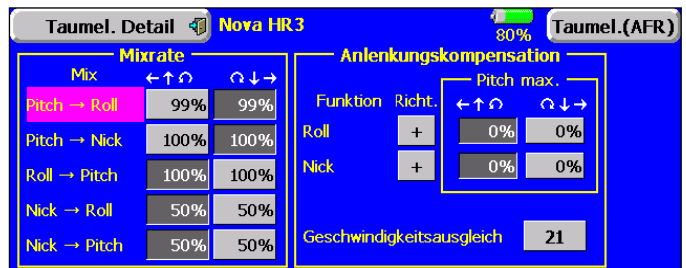 Taumel. Detail Nova HR3 80% Taumel.(AFR)
Mixrate
Mix ←↑∩ ∩↓→
Pitch → Roll 99% 99%
Pitch → Nick 100% 100%
Roll → Pitch 100% 100%
Nick → Roll 50% 50%
Nick → Pitch 50% 50%
Anlenkungskompensation
Pitch max.
Funktion Richt. ←↑∩ ∩↓→
Roll + 0% 0%
Nick + 0% 0%
Geschwindigkeitsausgleich 21